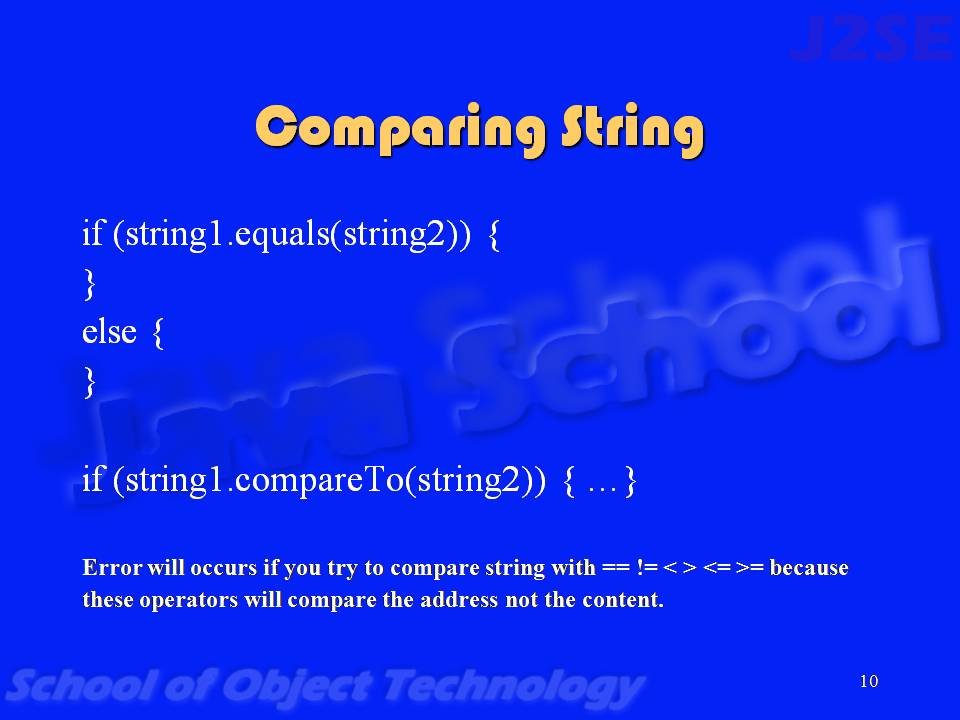 J2SE
Comparing String
if (string1.equals(string2)) {
}
else {
}
Java School
if (string1.compareTo(string2)) { …}
Error will occurs if you try to compare string with == != < > <= >= because
these operators will compare the address not the content.
School of Object Technology
10